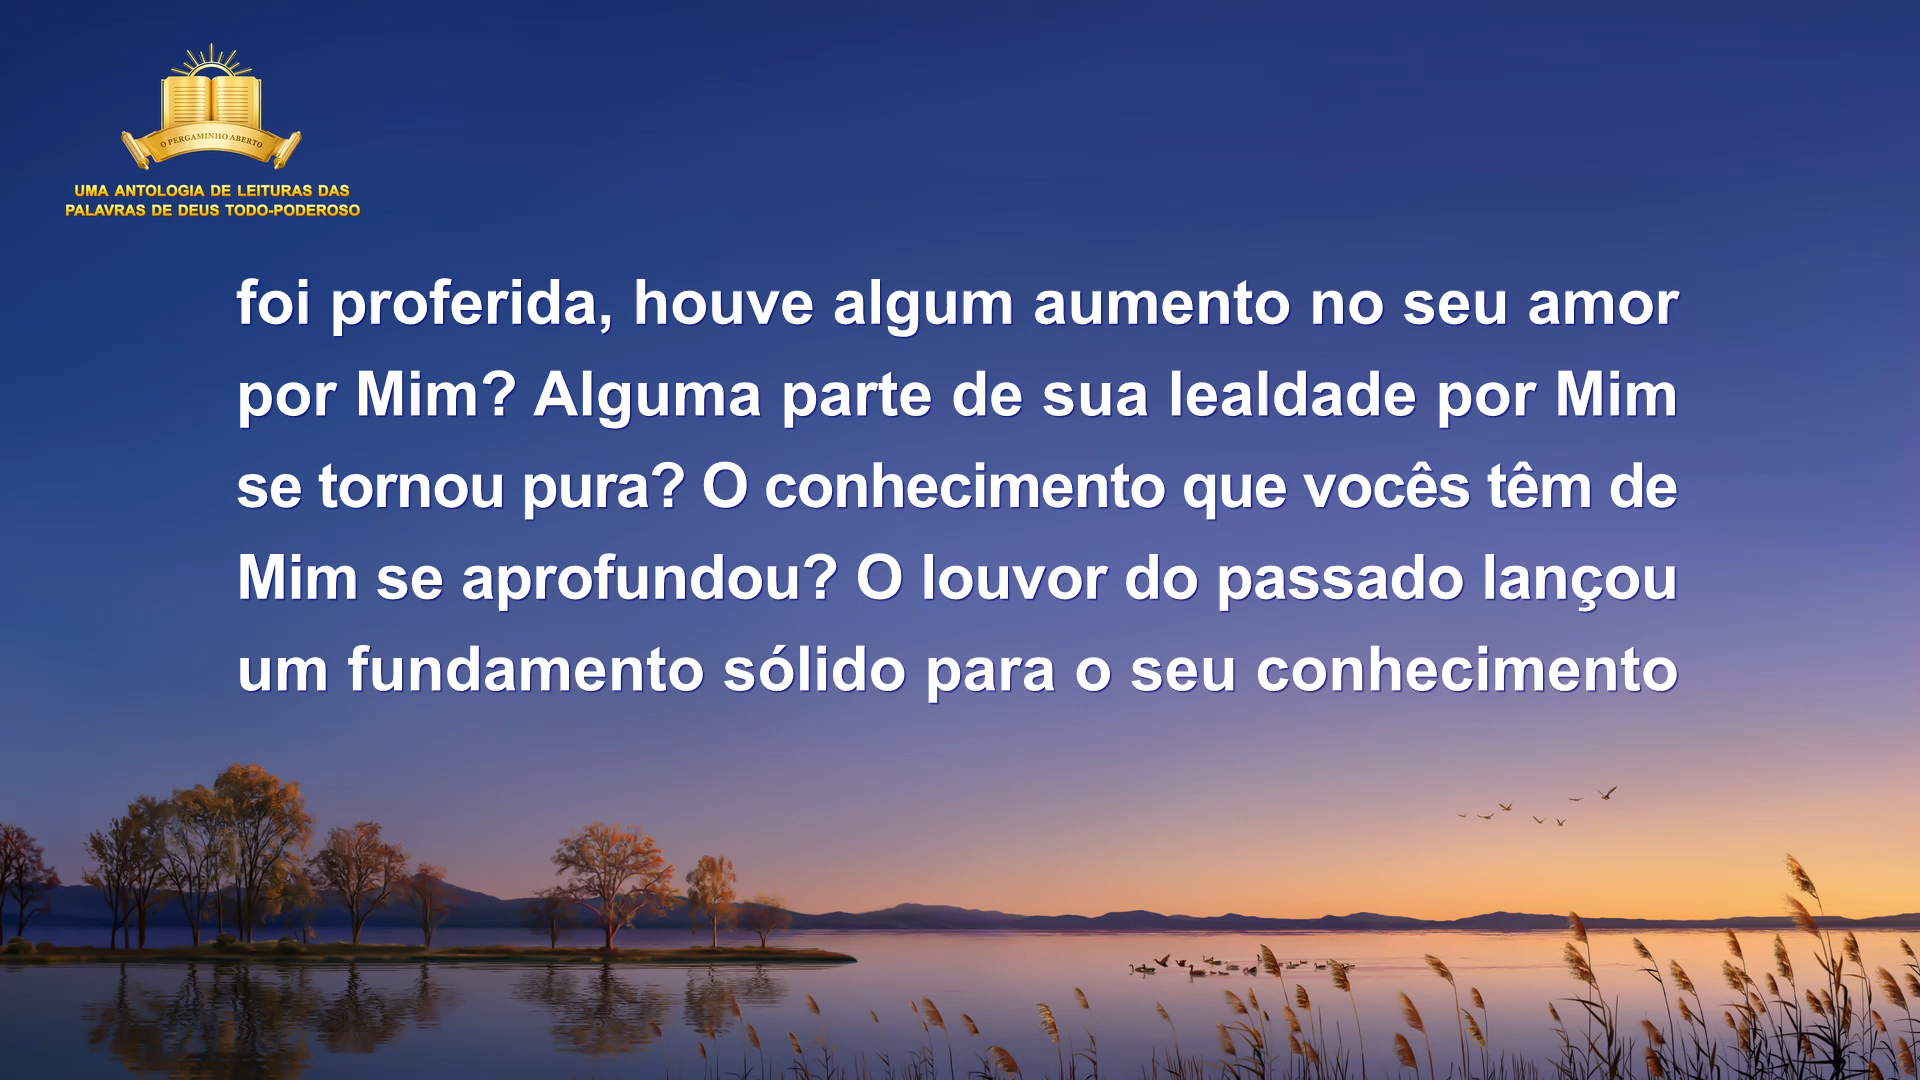 O PERGAMINHO ABERTO
UMA ANTOLOGIA DE LEITURAS DAS
PALAVRAS DE DEUS TODO-PODEROSO
foi proferida, houve algum aumento no seu amor
por Mim? Alguma parte de sua lealdade por Mim
se tornou pura? O conhecimento que vocês têm de
Mim se aprofundou? O louvor do passado lançou
um fundamento sólido para o seu conhecimento